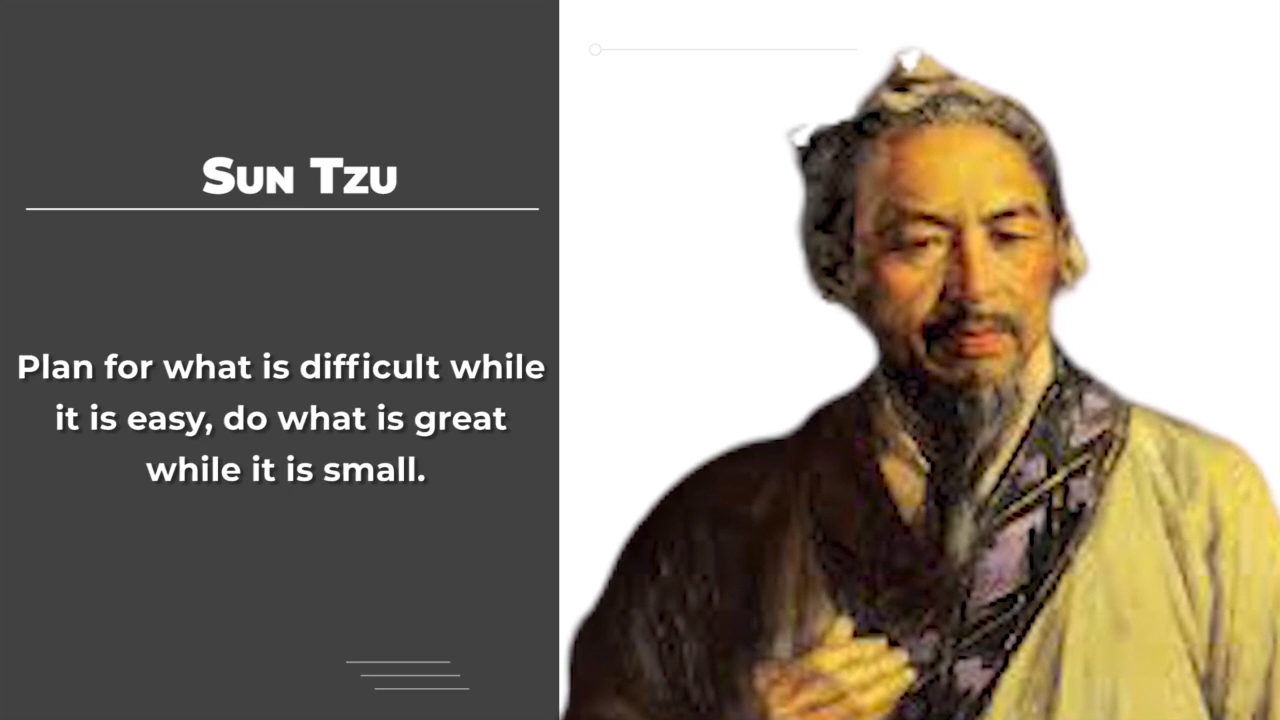 Sun Tzu
Plan for what is difficult while
it is easy, do what is great
while it is small.